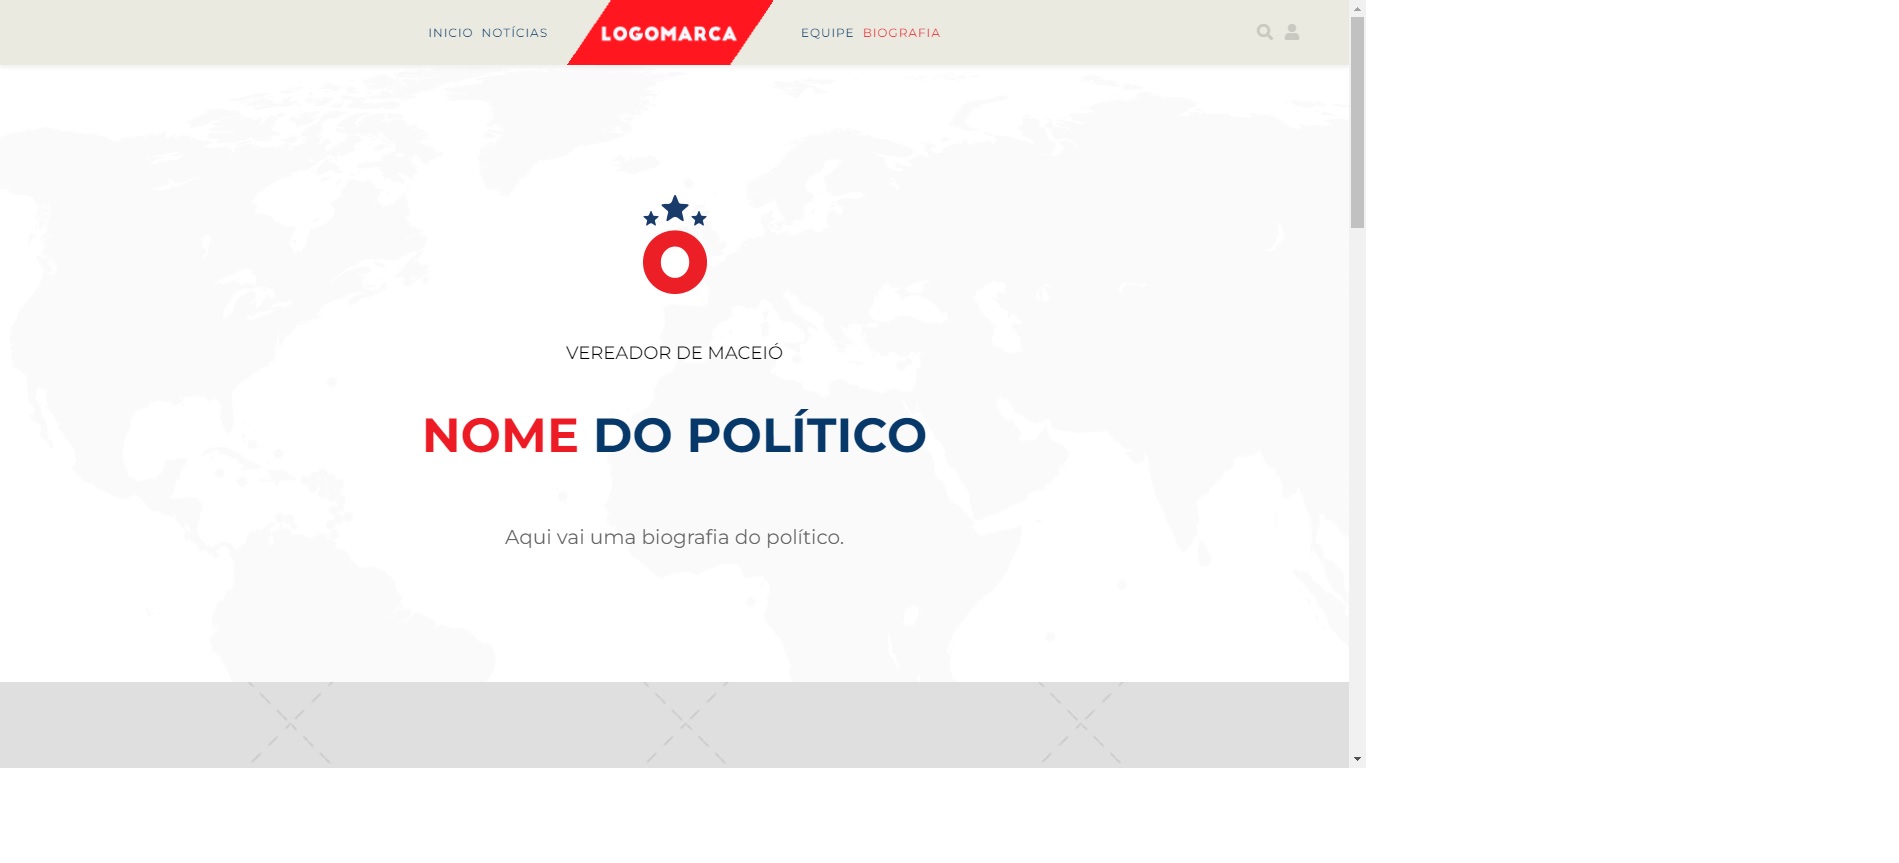 INICIO NOTÍCIAS LOGOMARCA EQUIPE BIOGRAFIA
VEREADOR DE MACEIÓ
NOME DO POLÍTICO
Aqui vai uma biografia do político.